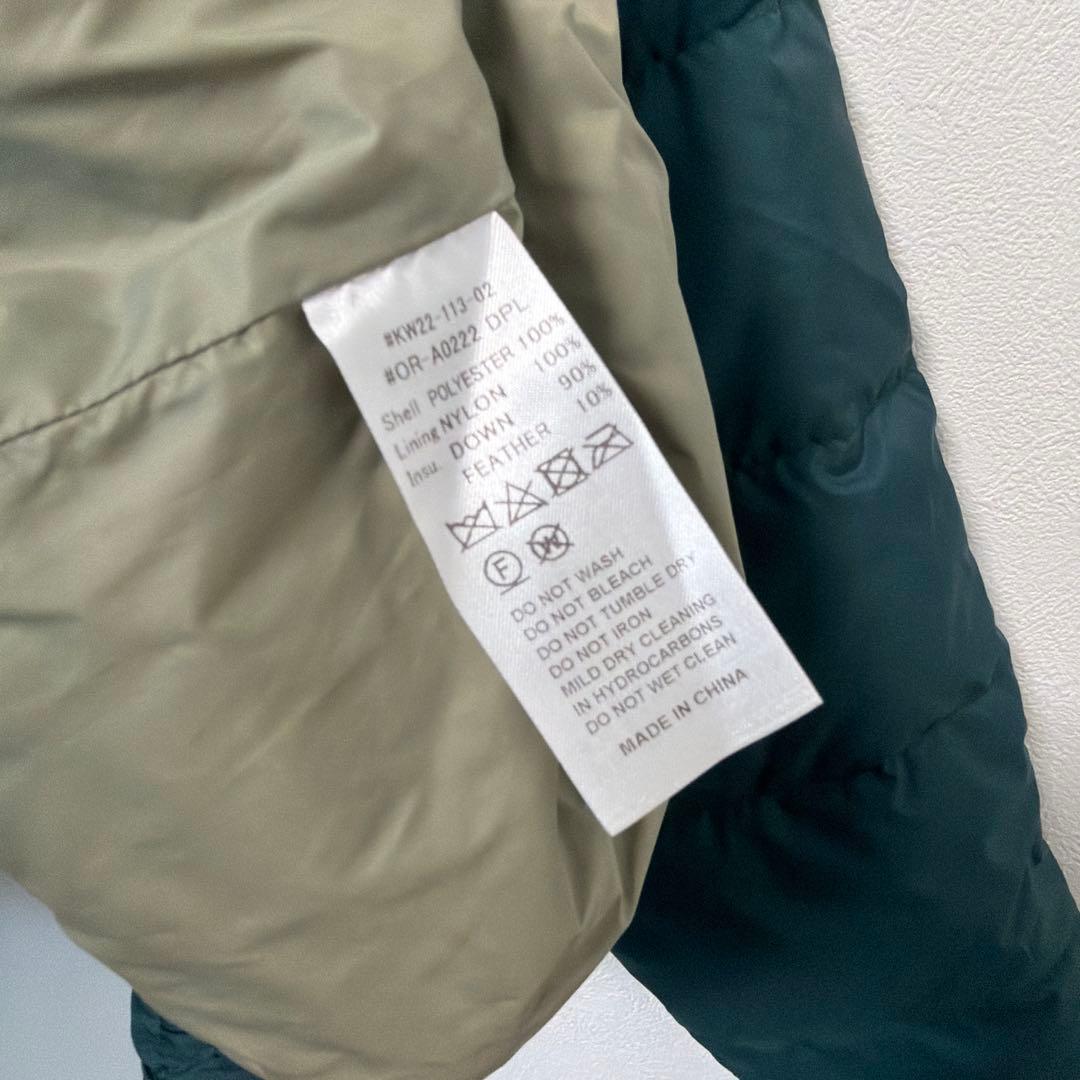 #KW22-113-02
#OR-A0222 DPL
Shell POLYESTER 100%
Lining NYLON 100%
Insu. DOWN 90%
FEATHER 10%
F W
DO NOT WASH
DO NOT BLEACH
DO NOT TUMBLE DRY
DO NOT IRON
MILD DRY CLEANING
IN HYDROCARBONS
DO NOT WET CLEAN
MADE IN CHINA